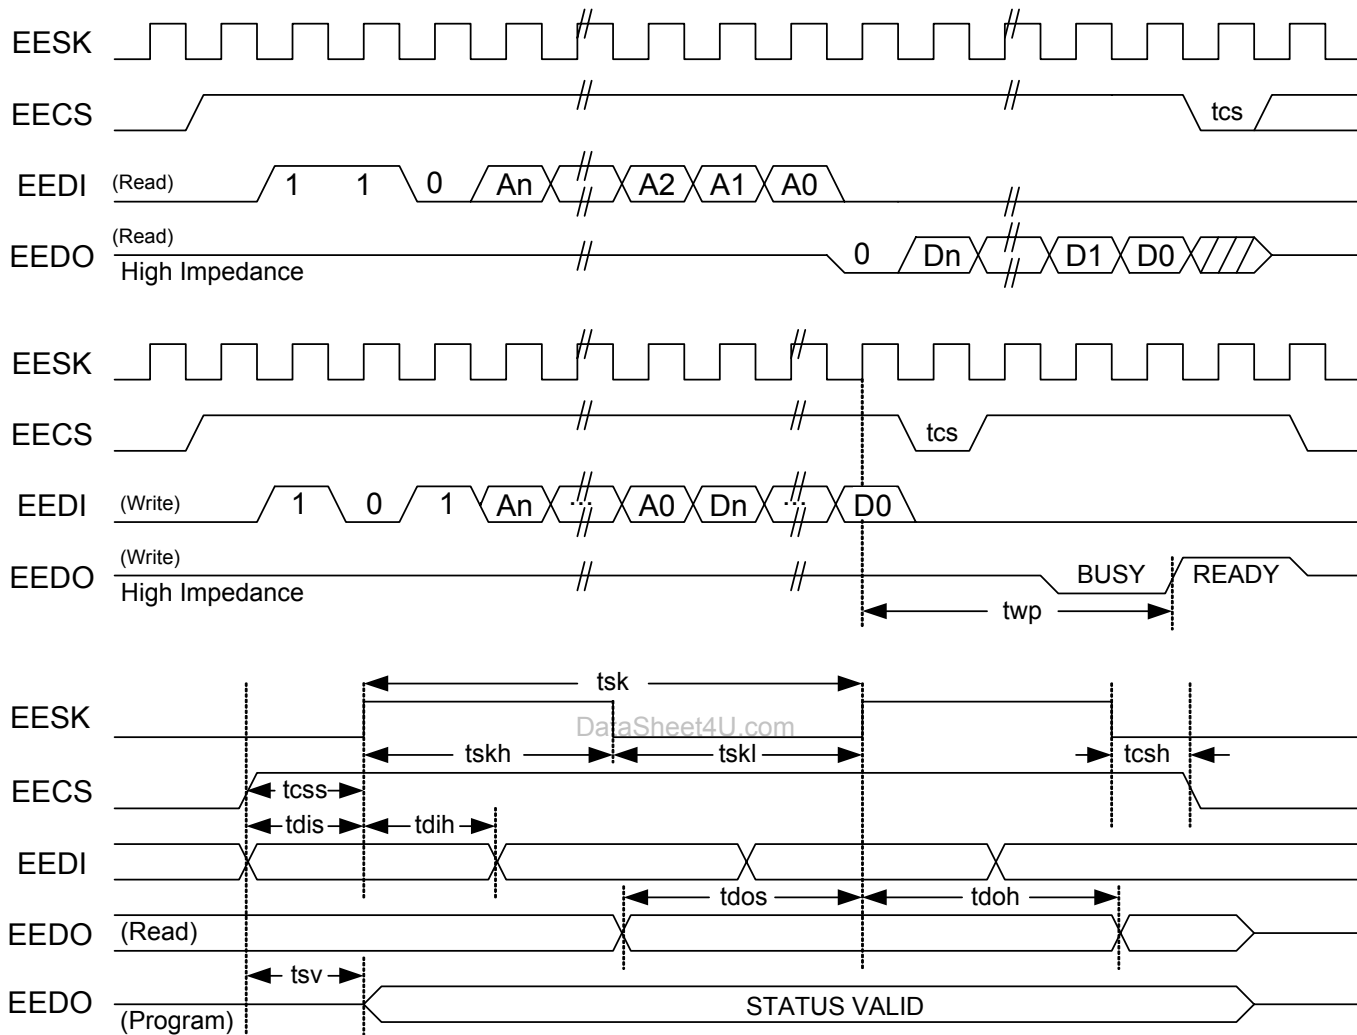 EESK
EECS tcs
EEDI (Read) 1 1 0 An A2 A1 A0
EEDO (Read) High Impedance 0 Dn D1 D0
EESK
EECS tcs
EEDI (Write) 1 0 1 An ... A0 Dn ... D0
EEDO (Write) High Impedance BUSY READY
twp
tsk
EESK DataSheet4U.com
tskh tskl tcsh
EECS tcss
tdis tdih
EEDI
tdos tdoh
EEDO (Read)
tsv
EEDO (Program) STATUS VALID